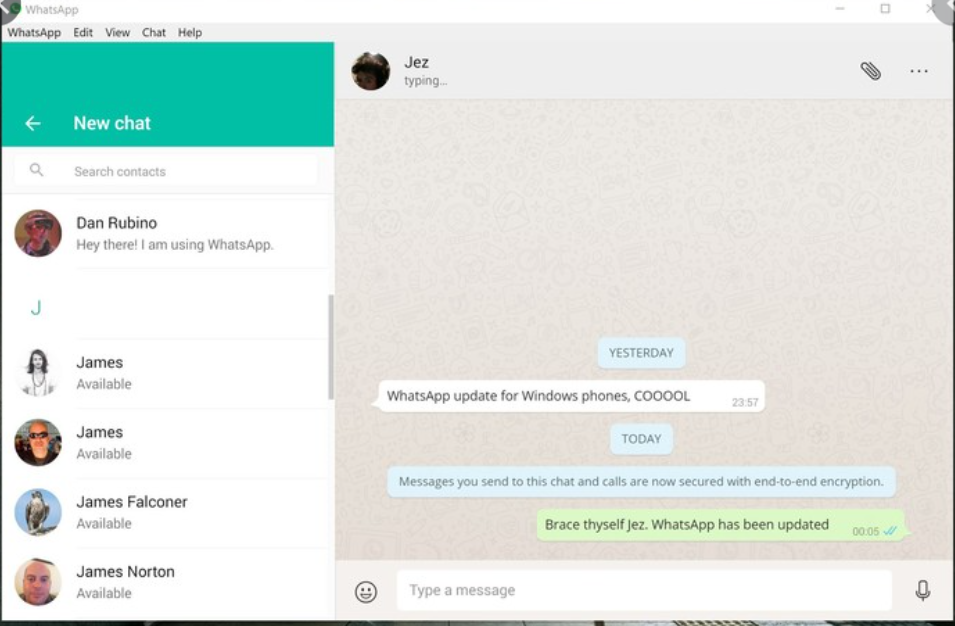 WhatsApp
WhatsApp Edit View Chat Help
New chat
Search contacts
Dan Rubino
Hey there! I am using WhatsApp.
J
James
Available
James
Available
James Falconer
Available
James Norton
Available
Jez
typing...
YESTERDAY
WhatsApp update for Windows phones, COOOOL 23:57
TODAY
Messages you send to this chat and calls are now secured with end-to-end encryption.
Brace thyself Jez. WhatsApp has been updated 00:05
Type a message